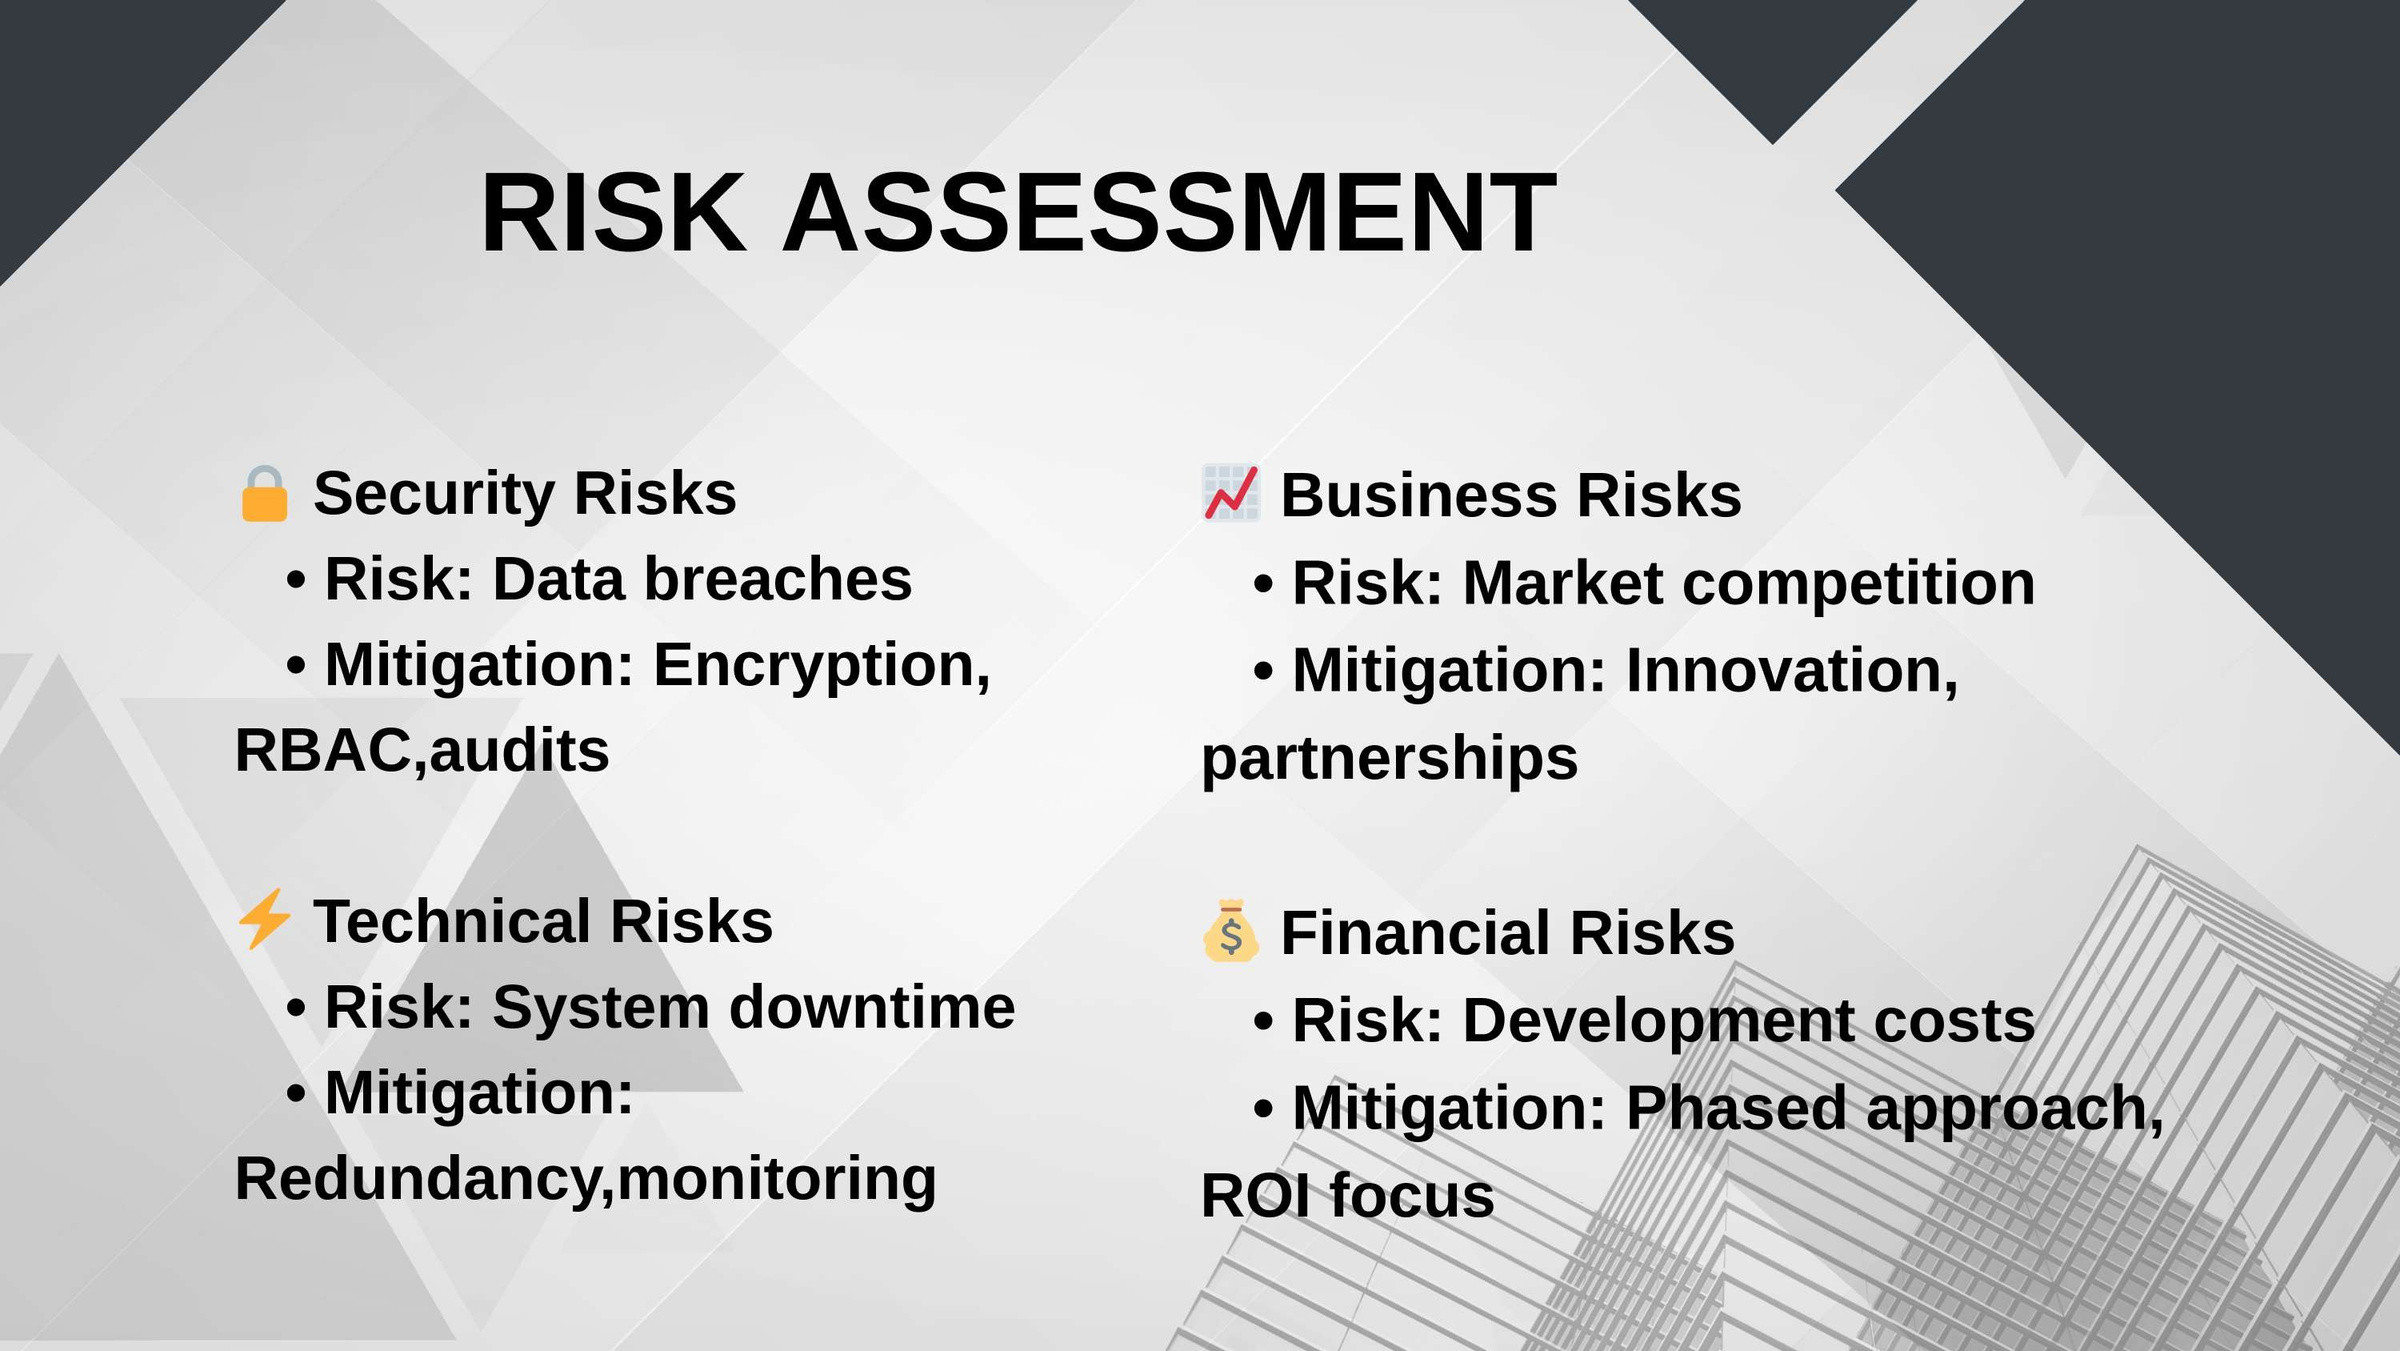 RISK ASSESSMENT
🔒 Security Risks
• Risk: Data breaches
• Mitigation: Encryption,
RBAC,audits
⚡ Technical Risks
• Risk: System downtime
• Mitigation:
Redundancy,monitoring
📈 Business Risks
• Risk: Market competition
• Mitigation: Innovation,
partnerships
💰 Financial Risks
• Risk: Development costs
• Mitigation: Phased approach,
ROI focus